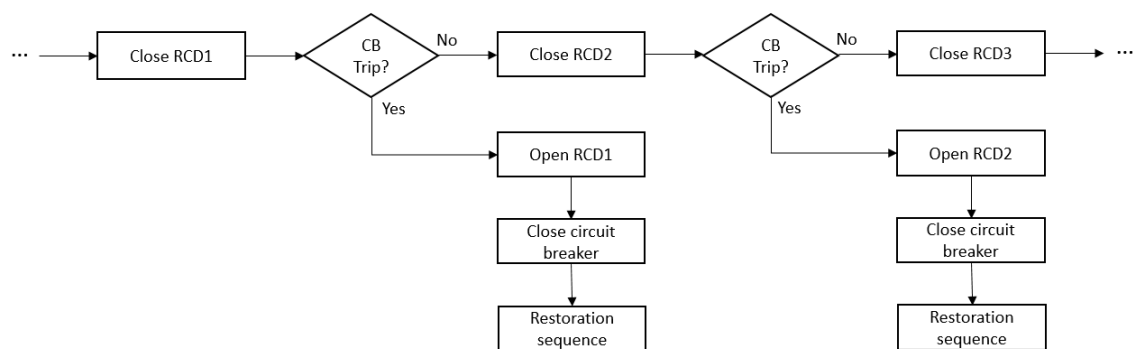 ...
Close RCD1
CB
Trip?
No
Close RCD2
CB
Trip?
No
Close RCD3
...
Yes
Yes
Open RCD1
Open RCD2
Close circuit
breaker
Close circuit
breaker
Restoration
sequence
Restoration
sequence